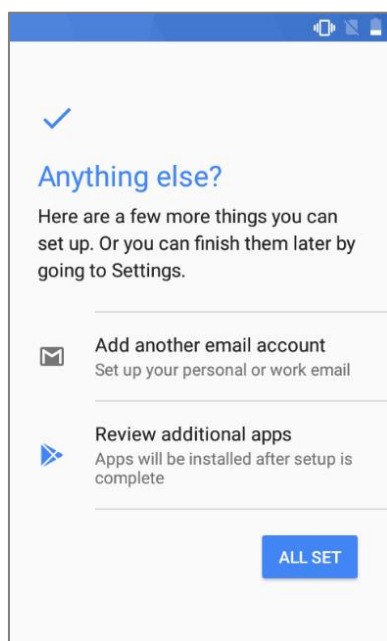 Anything else?
Here are a few more things you can
set up. Or you can finish them later by
going to Settings.
Add another email account
Set up your personal or work email
Review additional apps
Apps will be installed after setup is
complete
ALL SET